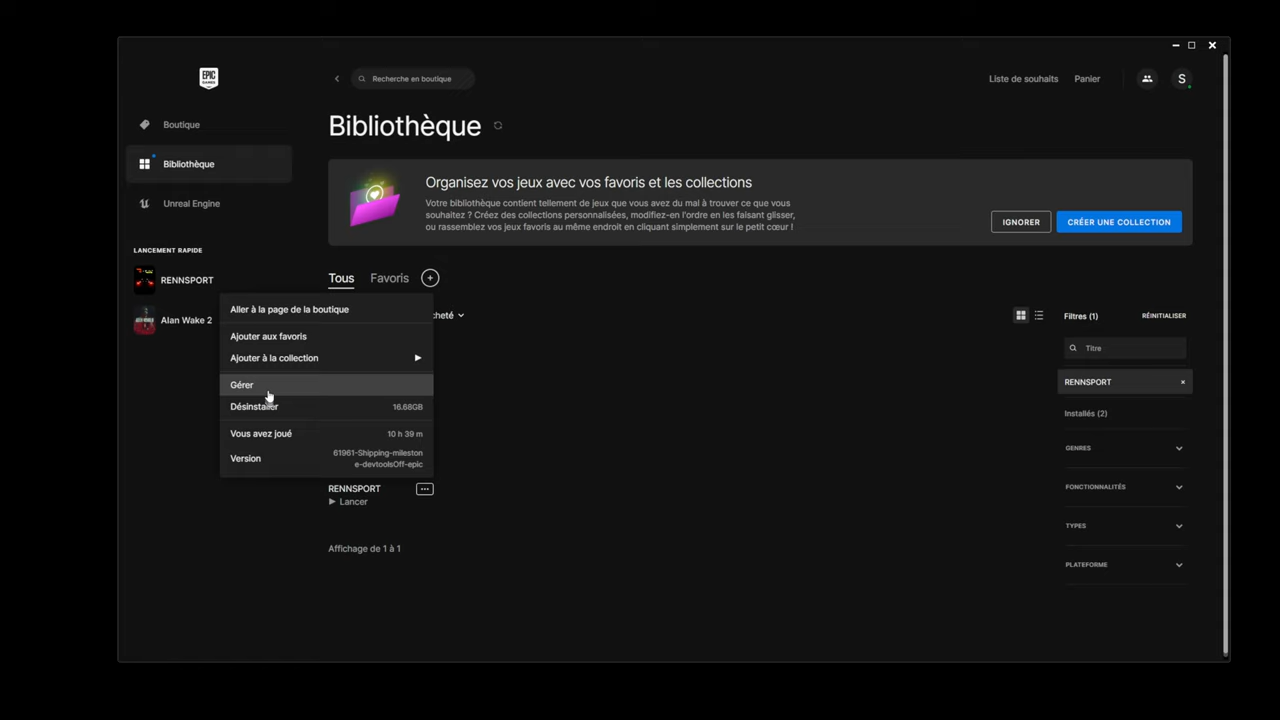 EPIC
GAMES
Recherche en boutique
Liste de souhaits
Panier
S
Boutique
Bibliothèque
Unreal Engine
LANCEMENT RAPIDE
RENNSPORT
Alan Wake 2
Bibliothèque
Organisez vos jeux avec vos favoris et les collections
Votre bibliothèque contient tellement de jeux que vous avez du mal à trouver ce que vous
souhaitez ? Créez des collections personnalisées, modifiez-en l'ordre en les faisant glisser,
ou rassemblez vos jeux favoris au même endroit en cliquant simplement sur le petit cœur !
IGNORER
CRÉER UNE COLLECTION
Tous
Favoris
cheté
Aller à la page de la boutique
Ajouter aux favoris
Ajouter à la collection
Gérer
Désinstaller 16.68GB
Vous avez joué 10 h 39 m
Version 61961-Shipping-mileston
e-devtoolsOff-epic
RENNSPORT
Lancer
Affichage de 1 à 1
Filtres (1)
RÉINITIALISER
Titre
RENNSPORT
Installés (2)
GENRES
FONCTIONNALITÉS
TYPES
PLATEFORME